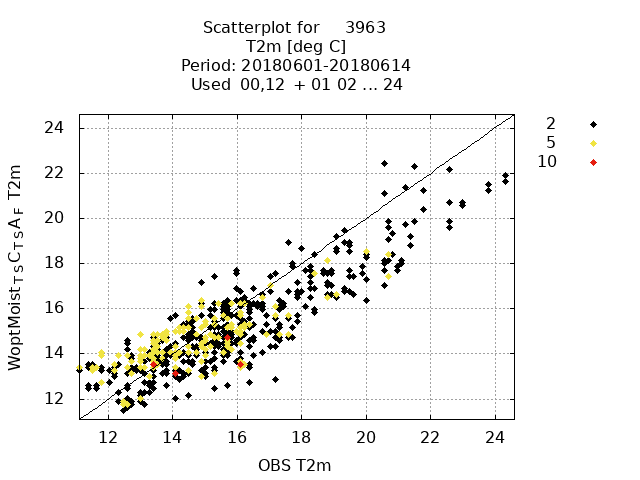 Scatterplot for 3963
T2m [deg C]
Period: 20180601-20180614
Used 00,12 + 01 02 ... 24
24
22
20
18
16
14
12
12 14 16 18 20 22 24
WoptMoist T S C T S A F T2m
OBS T2m
2
5
10